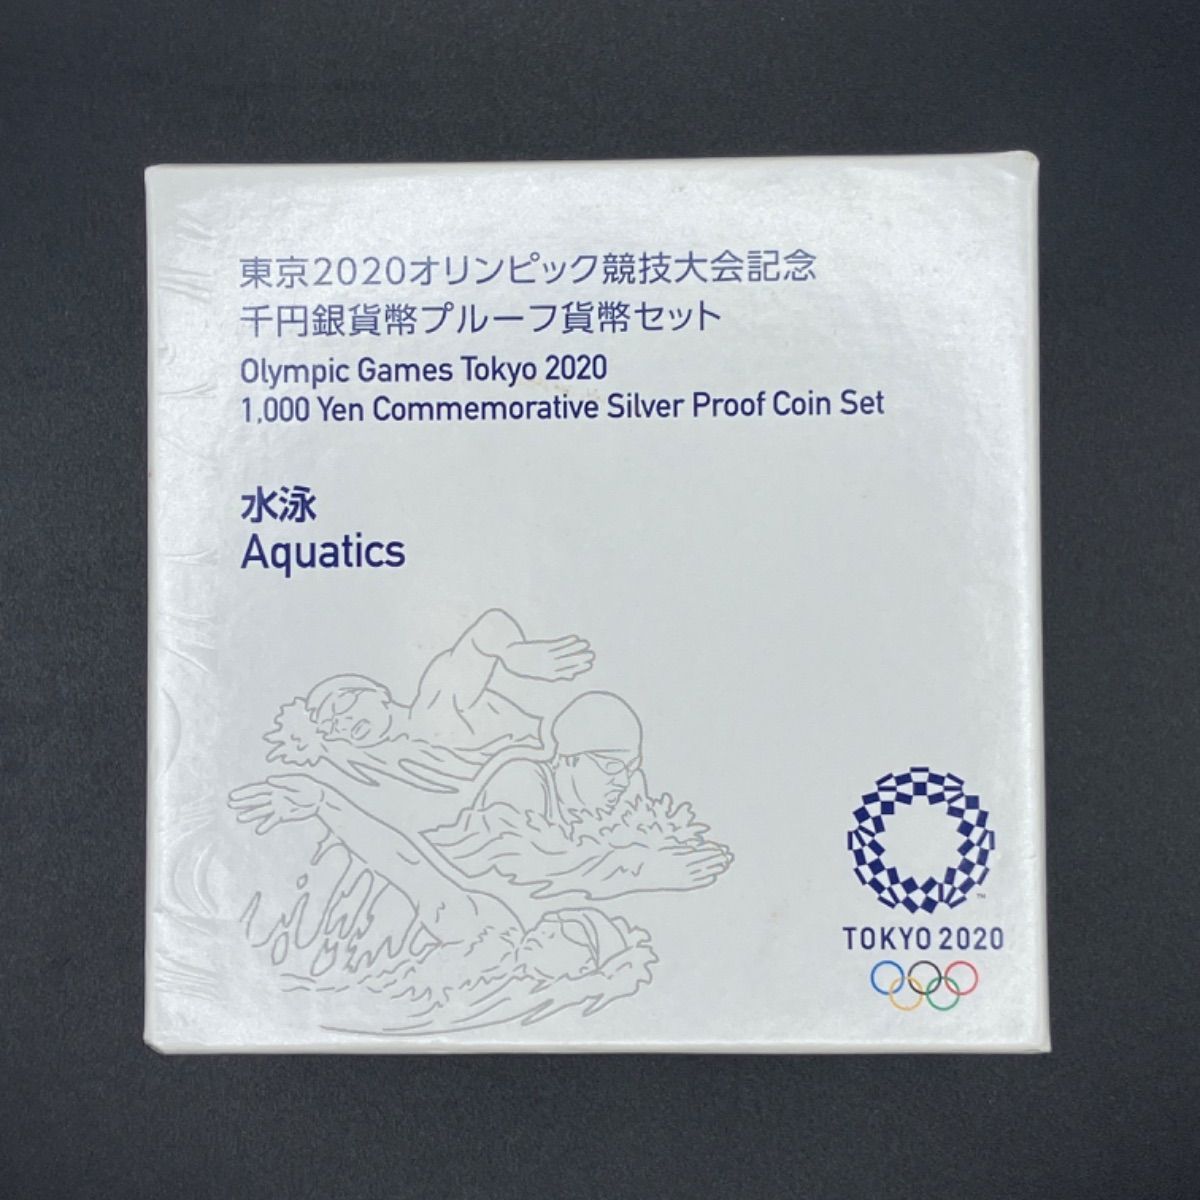 東京2020オリンピック競技大会記念
千円銀貨幣プルーフ貨幣セット
Olympic Games Tokyo 2020
1,000 Yen Commemorative Silver Proof Coin Set
水泳
Aquatics
TM
TOKYO 2020